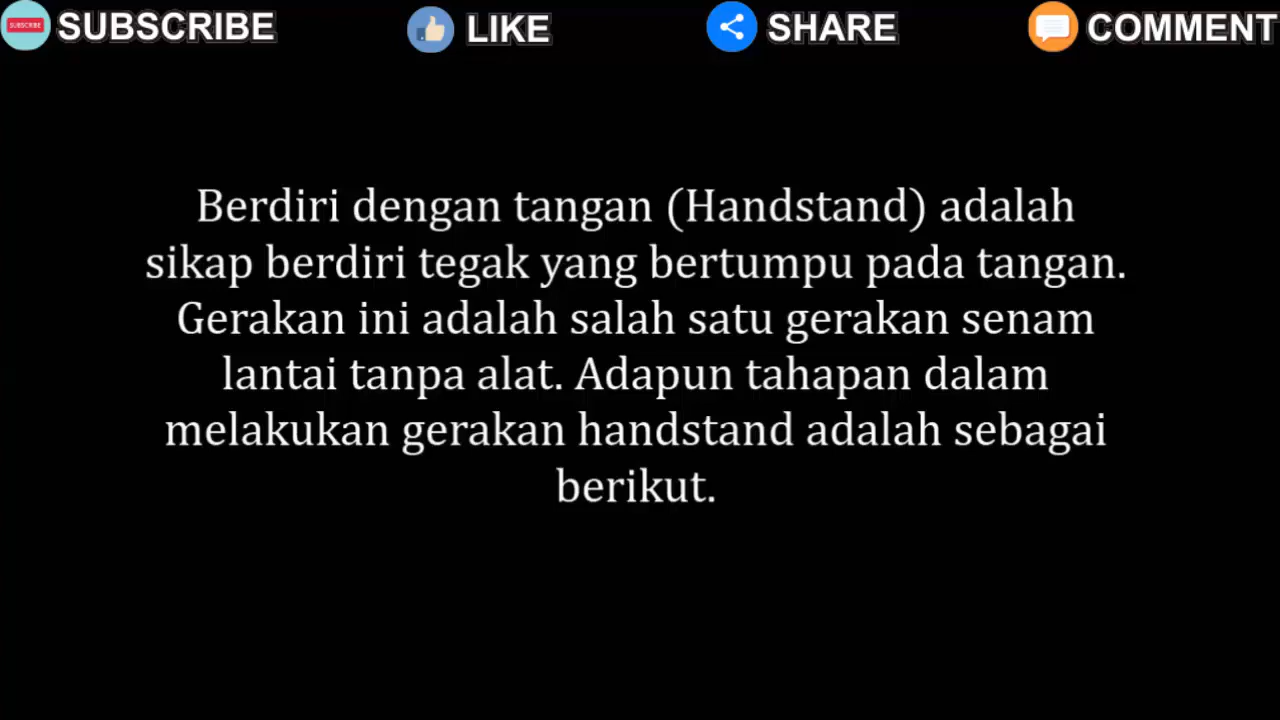 SUBSCRIBE LIKE SHARE COMMENT
Berdiri dengan tangan (Handstand) adalah
sikap berdiri tegak yang bertumpu pada tangan.
Gerakan ini adalah salah satu gerakan senam
lantai tanpa alat. Adapun tahapan dalam
melakukan gerakan handstand adalah sebagai
berikut.